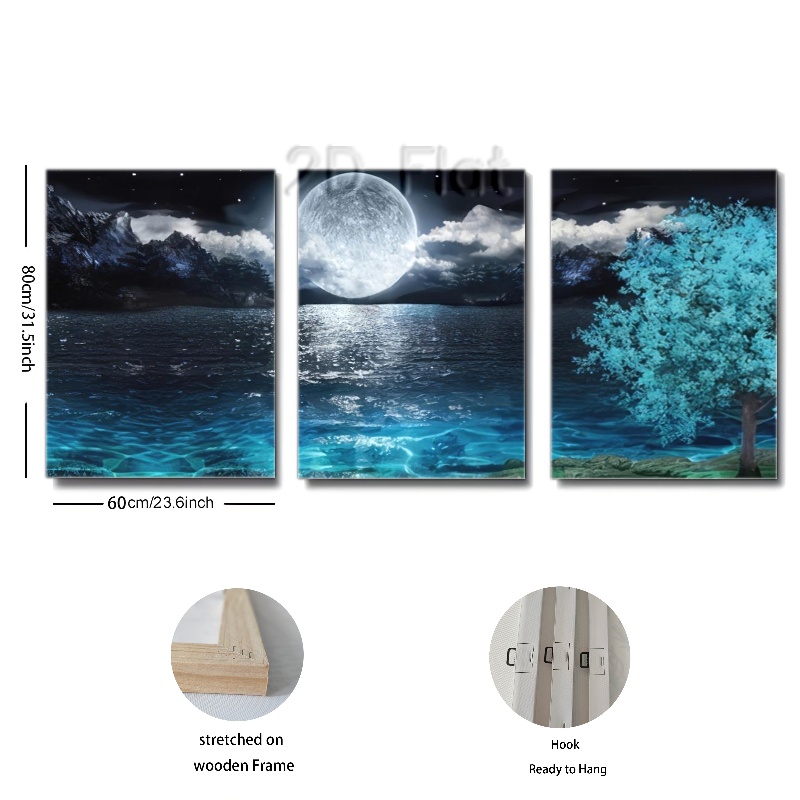 2D Flat
80cm/31.5inch
60cm/23.6inch
stretched on
wooden Frame
Hook
Ready to Hang